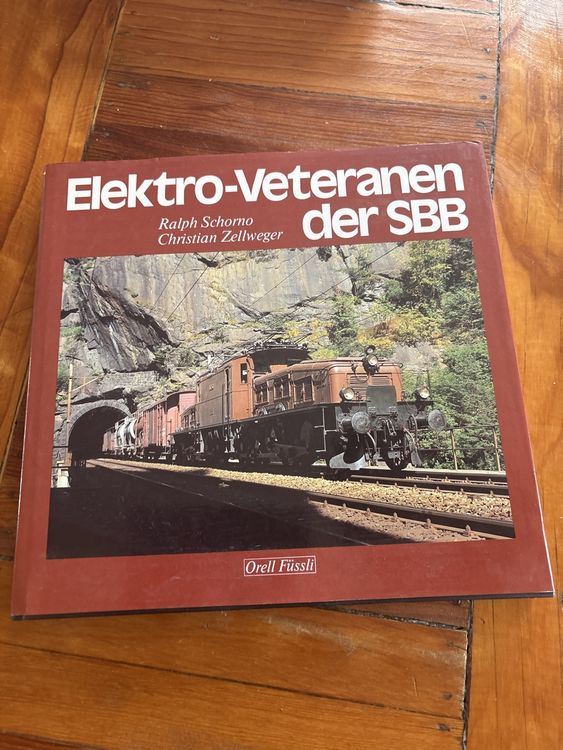 Elektro-Veteranen
der SBB
Ralph Schorno
Christian Zellweger
Orell Füssli